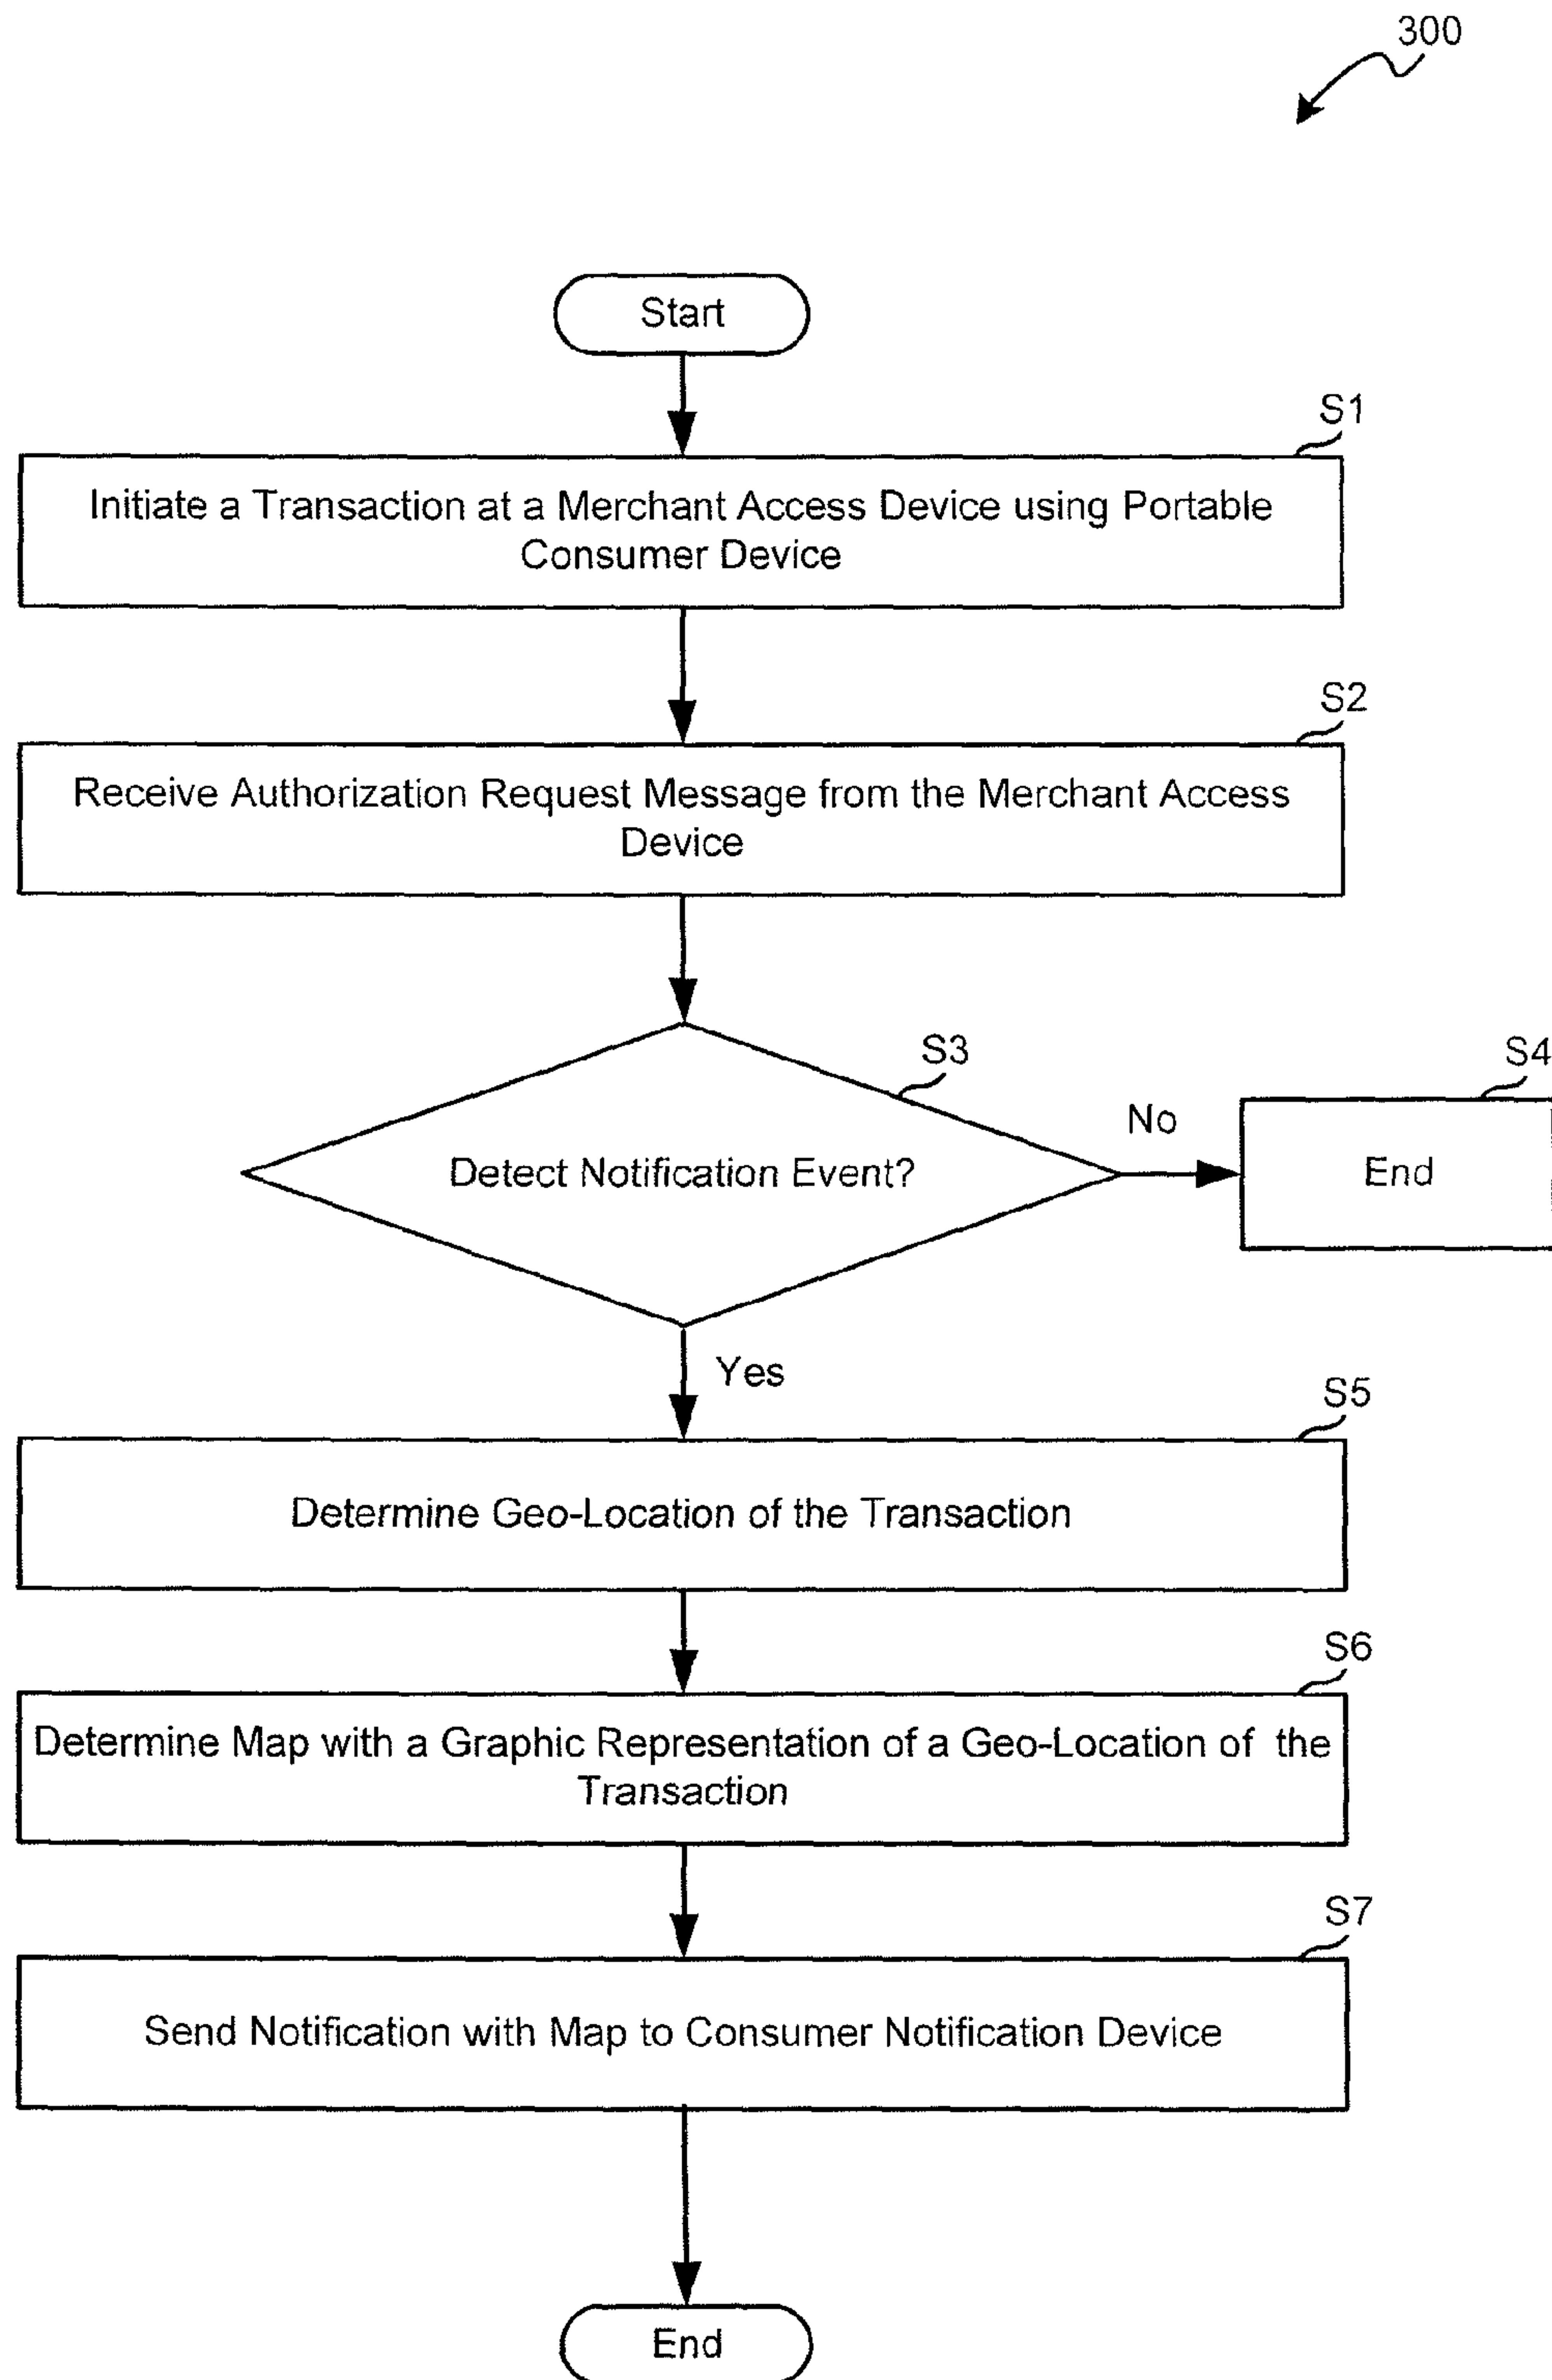 300
Start
S1
Initiate a Transaction at a Merchant Access Device using Portable
Consumer Device
S2
Receive Authorization Request Message from the Merchant Access
Device
S3
Detect Notification Event?
No
S4
End
Yes
S5
Determine Geo-Location of the Transaction
S6
Determine Map with a Graphic Representation of a Geo-Location of the
Transaction
S7
Send Notification with Map to Consumer Notification Device
End